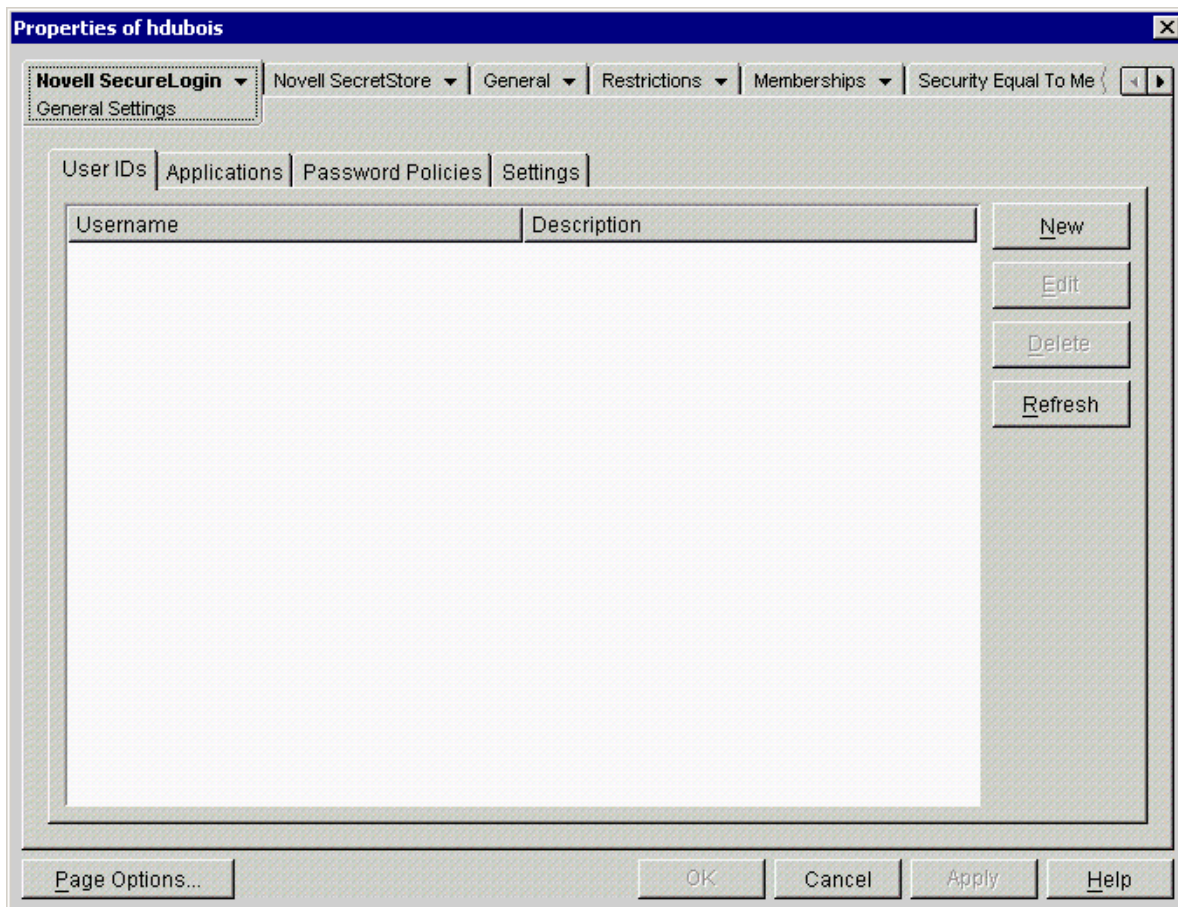 Properties of hdubois
Novell SecureLogin Novell SecretStore General Restrictions Memberships Security Equal To Me
General Settings
User IDs Applications Password Policies Settings
Username Description
New
Edit
Delete
Refresh
Page Options... OK Cancel Apply Help